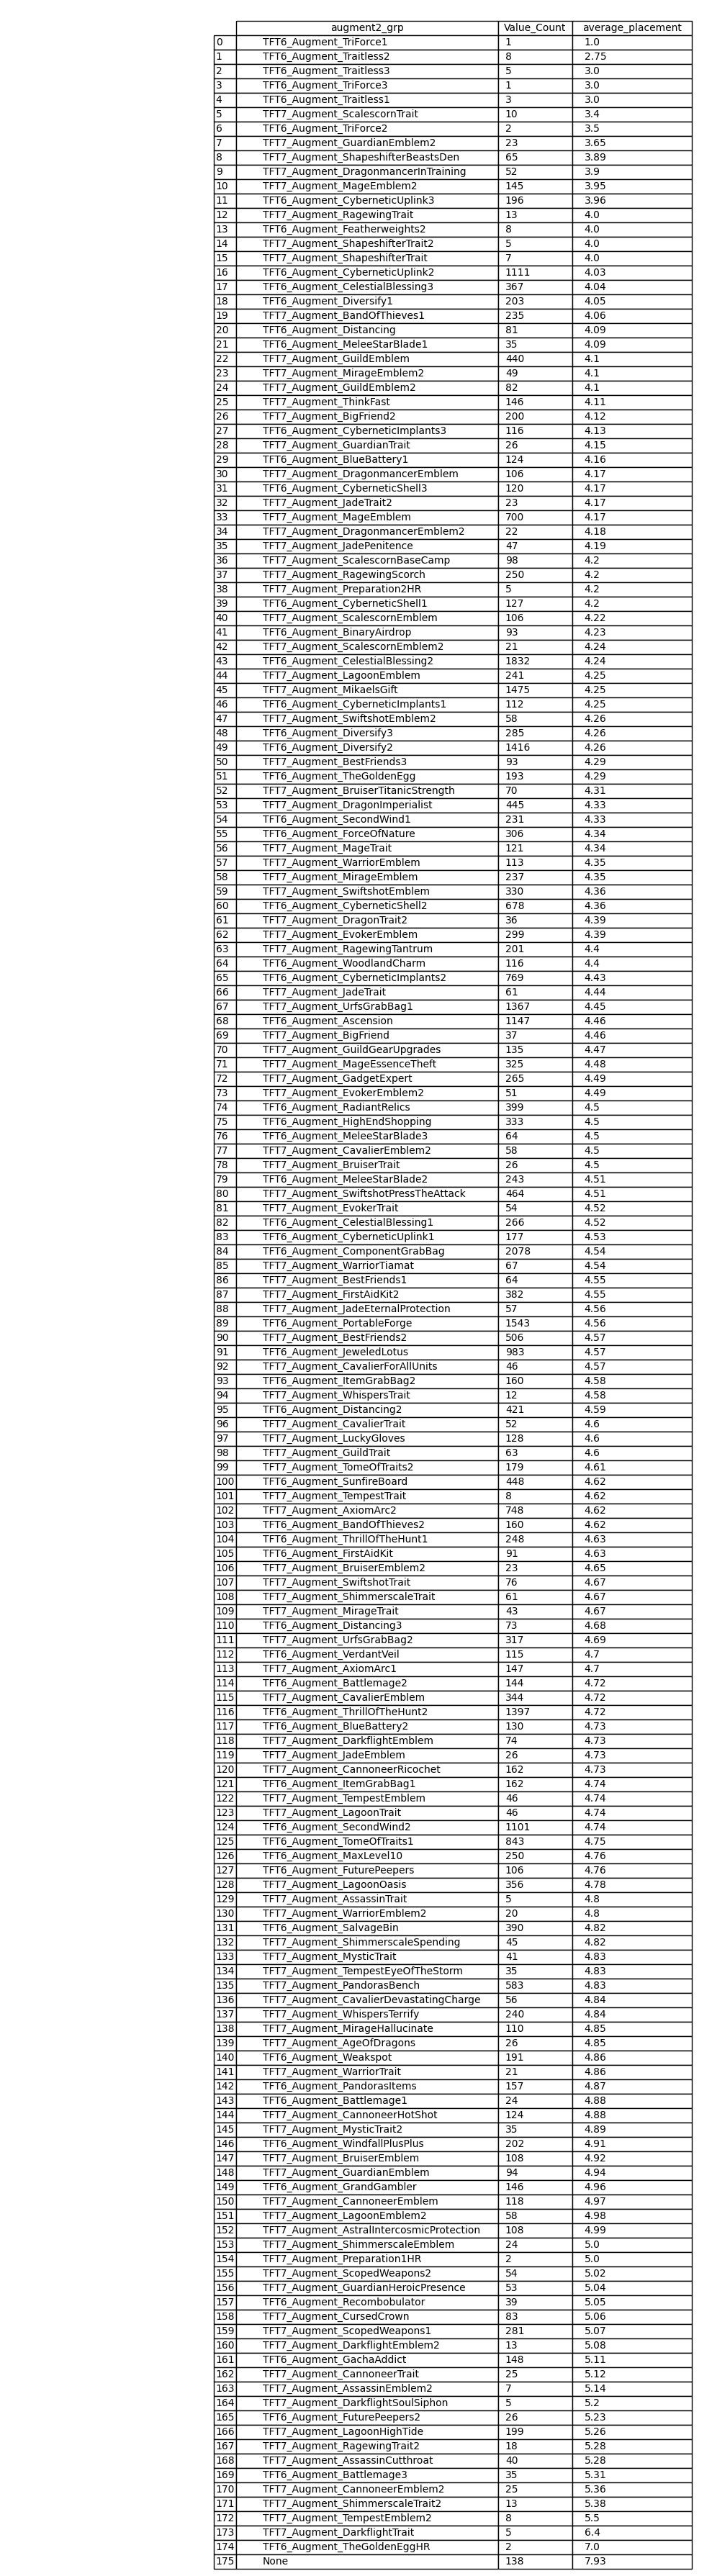 augment2_grp Value_Count average_placement
0 TFT6_Augment_TriForce1 1 1.0
1 TFT6_Augment_Traitless2 8 2.75
2 TFT6_Augment_Traitless3 5 3.0
3 TFT6_Augment_TriForce3 1 3.0
4 TFT6_Augment_Traitless1 3 3.0
5 TFT7_Augment_ScalescornTrait 10 3.4
6 TFT6_Augment_TriForce2 2 3.5
7 TFT7_Augment_GuardianEmblem2 23 3.65
8 TFT7_Augment_ShapeshifterBeastsDen 65 3.89
9 TFT7_Augment_DragonmancerInTraining 52 3.9
10 TFT7_Augment_MageEmblem2 145 3.95
11 TFT6_Augment_CyberneticUplink3 196 3.96
12 TFT7_Augment_RagewingTrait 13 4.0
13 TFT6_Augment_Featherweights2 8 4.0
14 TFT7_Augment_ShapeshifterTrait2 5 4.0
15 TFT7_Augment_ShapeshifterTrait 7 4.0
16 TFT6_Augment_CyberneticUplink2 1111 4.03
17 TFT6_Augment_CelestialBlessing3 367 4.04
18 TFT6_Augment_Diversify1 203 4.05
19 TFT7_Augment_BandOfThieves1 235 4.06
20 TFT6_Augment_Distancing 81 4.09
21 TFT6_Augment_MeleeStarBlade1 35 4.09
22 TFT7_Augment_GuildEmblem 440 4.1
23 TFT7_Augment_MirageEmblem2 49 4.1
24 TFT7_Augment_GuildEmblem2 82 4.1
25 TFT7_Augment_ThinkFast 146 4.11
26 TFT7_Augment_BigFriend2 200 4.12
27 TFT6_Augment_CyberneticImplants3 116 4.13
28 TFT7_Augment_GuardianTrait 26 4.15
29 TFT6_Augment_BlueBattery1 124 4.16
30 TFT7_Augment_DragonmancerEmblem 106 4.17
31 TFT6_Augment_CyberneticShell3 120 4.17
32 TFT7_Augment_JadeTrait2 23 4.17
33 TFT7_Augment_MageEmblem 700 4.17
34 TFT7_Augment_DragonmancerEmblem2 22 4.18
35 TFT7_Augment_JadePenitence 47 4.19
36 TFT7_Augment_ScalescornBaseCamp 98 4.2
37 TFT7_Augment_RagewingScorch 250 4.2
38 TFT7_Augment_Preparation2HR 5 4.2
39 TFT6_Augment_CyberneticShell1 127 4.2
40 TFT7_Augment_ScalescornEmblem 106 4.22
41 TFT6_Augment_BinaryAirdrop 93 4.23
42 TFT7_Augment_ScalescornEmblem2 21 4.24
43 TFT6_Augment_CelestialBlessing2 1832 4.24
44 TFT7_Augment_LagoonEmblem 241 4.25
45 TFT7_Augment_MikaelsGift 1475 4.25
46 TFT6_Augment_CyberneticImplants1 112 4.25
47 TFT7_Augment_SwiftshotEmblem2 58 4.26
48 TFT6_Augment_Diversify3 285 4.26
49 TFT6_Augment_Diversify2 1416 4.26
50 TFT7_Augment_BestFriends3 93 4.29
51 TFT6_Augment_TheGoldenEgg 193 4.29
52 TFT7_Augment_BruiserTitanicStrength 70 4.31
53 TFT7_Augment_DragonImperialist 445 4.33
54 TFT6_Augment_SecondWind1 231 4.33
55 TFT6_Augment_ForceOfNature 306 4.34
56 TFT7_Augment_MageTrait 121 4.34
57 TFT7_Augment_WarriorEmblem 113 4.35
58 TFT7_Augment_MirageEmblem 237 4.35
59 TFT7_Augment_SwiftshotEmblem 330 4.36
60 TFT6_Augment_CyberneticShell2 678 4.36
61 TFT7_Augment_DragonTrait2 36 4.39
62 TFT7_Augment_EvokerEmblem 299 4.39
63 TFT7_Augment_RagewingTantrum 201 4.4
64 TFT6_Augment_WoodlandCharm 116 4.4
65 TFT6_Augment_CyberneticImplants2 769 4.43
66 TFT7_Augment_JadeTrait 61 4.44
67 TFT7_Augment_UrfsGrabBag1 1367 4.45
68 TFT6_Augment_Ascension 1147 4.46
69 TFT7_Augment_BigFriend 37 4.46
70 TFT7_Augment_GuildGearUpgrades 135 4.47
71 TFT7_Augment_MageEssenceTheft 325 4.48
72 TFT7_Augment_GadgetExpert 265 4.49
73 TFT7_Augment_EvokerEmblem2 51 4.49
74 TFT6_Augment_RadiantRelics 399 4.5
75 TFT6_Augment_HighEndShopping 333 4.5
76 TFT6_Augment_MeleeStarBlade3 64 4.5
77 TFT7_Augment_CavalierEmblem2 58 4.5
78 TFT7_Augment_BruiserTrait 26 4.5
79 TFT6_Augment_MeleeStarBlade2 243 4.51
80 TFT7_Augment_SwiftshotPressTheAttack 464 4.51
81 TFT7_Augment_EvokerTrait 54 4.52
82 TFT6_Augment_CelestialBlessing1 266 4.52
83 TFT6_Augment_CyberneticUplink1 177 4.53
84 TFT6_Augment_ComponentGrabBag 2078 4.54
85 TFT7_Augment_WarriorTiamat 67 4.54
86 TFT7_Augment_BestFriends1 64 4.55
87 TFT7_Augment_FirstAidKit2 382 4.55
88 TFT7_Augment_JadeEternalProtection 57 4.56
89 TFT6_Augment_PortableForge 1543 4.56
90 TFT7_Augment_BestFriends2 506 4.57
91 TFT6_Augment_JeweledLotus 983 4.57
92 TFT7_Augment_CavalierForAllUnits 46 4.57
93 TFT6_Augment_ItemGrabBag2 160 4.58
94 TFT7_Augment_WhispersTrait 12 4.58
95 TFT6_Augment_Distancing2 421 4.59
96 TFT7_Augment_CavalierTrait 52 4.6
97 TFT7_Augment_LuckyGloves 128 4.6
98 TFT7_Augment_GuildTrait 63 4.6
99 TFT7_Augment_TomeOfTraits2 179 4.61
100 TFT6_Augment_SunfireBoard 448 4.62
101 TFT7_Augment_TempestTrait 8 4.62
102 TFT7_Augment_AxiomArc2 748 4.62
103 TFT6_Augment_BandOfThieves2 160 4.62
104 TFT6_Augment_ThrillOfTheHunt1 248 4.63
105 TFT6_Augment_FirstAidKit 91 4.63
106 TFT7_Augment_BruiserEmblem2 23 4.65
107 TFT7_Augment_SwiftshotTrait 76 4.67
108 TFT7_Augment_ShimmerscaleTrait 61 4.67
109 TFT7_Augment_MirageTrait 43 4.67
110 TFT6_Augment_Distancing3 73 4.68
111 TFT7_Augment_UrfsGrabBag2 317 4.69
112 TFT6_Augment_VerdantVeil 115 4.7
113 TFT7_Augment_AxiomArc1 147 4.7
114 TFT6_Augment_Battlemage2 144 4.72
115 TFT7_Augment_CavalierEmblem 344 4.72
116 TFT6_Augment_ThrillOfTheHunt2 1397 4.72
117 TFT6_Augment_BlueBattery2 130 4.73
118 TFT7_Augment_DarkflightEmblem 74 4.73
119 TFT7_Augment_JadeEmblem 26 4.73
120 TFT7_Augment_CannoneerRicochet 162 4.73
121 TFT6_Augment_ItemGrabBag1 162 4.74
122 TFT7_Augment_TempestEmblem 46 4.74
123 TFT7_Augment_LagoonTrait 46 4.74
124 TFT6_Augment_SecondWind2 1101 4.74
125 TFT6_Augment_TomeOfTraits1 843 4.75
126 TFT6_Augment_MaxLevel10 250 4.76
127 TFT6_Augment_FuturePeepers 106 4.76
128 TFT7_Augment_LagoonOasis 356 4.78
129 TFT7_Augment_AssassinTrait 5 4.8
130 TFT7_Augment_WarriorEmblem2 20 4.8
131 TFT6_Augment_SalvageBin 390 4.82
132 TFT7_Augment_ShimmerscaleSpending 45 4.82
133 TFT7_Augment_MysticTrait 41 4.83
134 TFT7_Augment_TempestEyeOfTheStorm 35 4.83
135 TFT7_Augment_PandorasBench 583 4.83
136 TFT7_Augment_CavalierDevastatingCharge 56 4.84
137 TFT7_Augment_WhispersTerrify 240 4.84
138 TFT7_Augment_MirageHallucinate 110 4.85
139 TFT7_Augment_AgeOfDragons 26 4.85
140 TFT6_Augment_Weakspot 191 4.86
141 TFT7_Augment_WarriorTrait 21 4.86
142 TFT6_Augment_PandorasItems 157 4.87
143 TFT6_Augment_Battlemage1 24 4.88
144 TFT7_Augment_CannoneerHotShot 124 4.88
145 TFT7_Augment_MysticTrait2 35 4.89
146 TFT6_Augment_WindfallPlusPlus 202 4.91
147 TFT7_Augment_BruiserEmblem 108 4.92
148 TFT7_Augment_GuardianEmblem 94 4.94
149 TFT6_Augment_GrandGambler 146 4.96
150 TFT7_Augment_CannoneerEmblem 118 4.97
151 TFT7_Augment_LagoonEmblem2 58 4.98
152 TFT7_Augment_AstralIntercosmicProtection 108 4.99
153 TFT7_Augment_ShimmerscaleEmblem 24 5.0
154 TFT7_Augment_Preparation1HR 2 5.0
155 TFT7_Augment_ScopedWeapons2 54 5.02
156 TFT7_Augment_GuardianHeroicPresence 53 5.04
157 TFT6_Augment_Recombobulator 39 5.05
158 TFT7_Augment_CursedCrown 83 5.06
159 TFT7_Augment_ScopedWeapons1 281 5.07
160 TFT7_Augment_DarkflightEmblem2 13 5.08
161 TFT6_Augment_GachaAddict 148 5.11
162 TFT7_Augment_CannoneerTrait 25 5.12
163 TFT7_Augment_AssassinEmblem2 7 5.14
164 TFT7_Augment_DarkflightSoulSiphon 5 5.2
165 TFT6_Augment_FuturePeepers2 26 5.23
166 TFT7_Augment_LagoonHighTide 199 5.26
167 TFT7_Augment_RagewingTrait2 18 5.28
168 TFT7_Augment_AssassinCutthroat 40 5.28
169 TFT6_Augment_Battlemage3 35 5.31
170 TFT7_Augment_CannoneerEmblem2 25 5.36
171 TFT7_Augment_ShimmerscaleTrait2 13 5.38
172 TFT7_Augment_TempestEmblem2 8 5.5
173 TFT7_Augment_DarkflightTrait 5 6.4
174 TFT6_Augment_TheGoldenEggHR 2 7.0
175 None 138 7.93